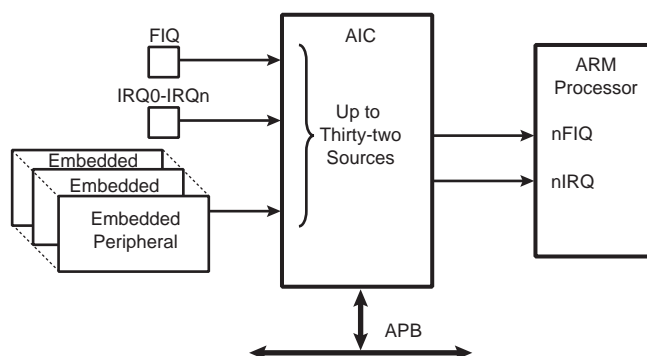 FIQ
IRQ0-IRQn
Embedded
Embedded
Embedded
Peripheral
AIC
Up to
Thirty-two
Sources
ARM
Processor
nFIQ
nIRQ
APB